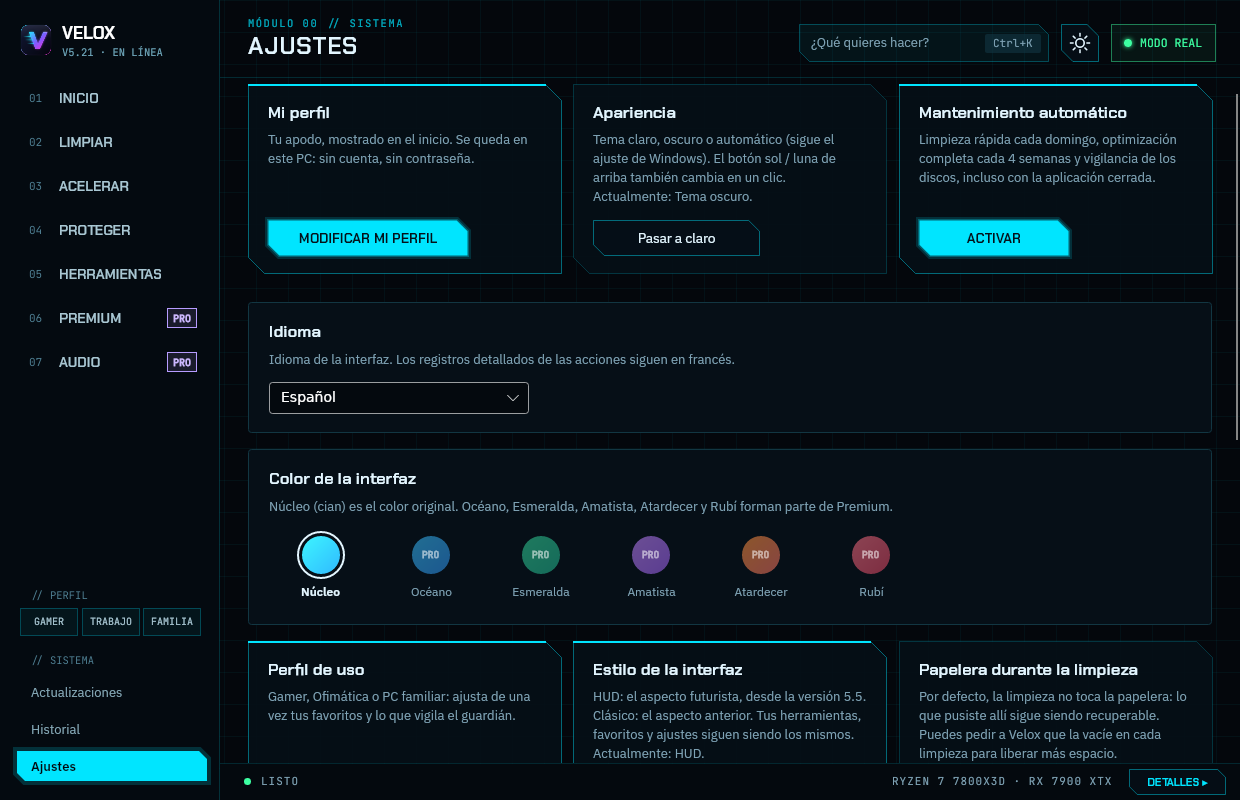 VELOX
V5.21 · EN LÍNEA
01 INICIO
02 LIMPIAR
03 ACELERAR
04 PROTEGER
05 HERRAMIENTAS
06 PREMIUM PRO
07 AUDIO PRO
// PERFIL
GAMER TRABAJO FAMILIA
// SISTEMA
Actualizaciones
Historial
Ajustes
MÓDULO 00 // SISTEMA
AJUSTES
¿Qué quieres hacer? Ctrl+K
MODO REAL
Mi perfil
Tu apodo, mostrado en el inicio. Se queda en
este PC: sin cuenta, sin contraseña.
MODIFICAR MI PERFIL
Apariencia
Tema claro, oscuro o automático (sigue el
ajuste de Windows). El botón sol / luna de
arriba también cambia en un clic.
Actualmente: Tema oscuro.
Pasar a claro
Mantenimiento automático
Limpieza rápida cada domingo, optimización
completa cada 4 semanas y vigilancia de los
discos, incluso con la aplicación cerrada.
ACTIVAR
Idioma
Idioma de la interfaz. Los registros detallados de las acciones siguen en francés.
Español
Color de la interfaz
Núcleo (cian) es el color original. Océano, Esmeralda, Amatista, Atardecer y Rubí forman parte de Premium.
PRO PRO PRO PRO PRO
Núcleo Océano Esmeralda Amatista Atardecer Rubí
Perfil de uso
Gamer, Ofimática o PC familiar: ajusta de una
vez tus favoritos y lo que vigila el guardián.
Estilo de la interfaz
HUD: el aspecto futurista, desde la versión 5.5.
Clásico: el aspecto anterior. Tus herramientas,
favoritos y ajustes siguen siendo los mismos.
Actualmente: HUD.
Papelera durante la limpieza
Por defecto, la limpieza no toca la papelera: lo
que pusiste allí sigue siendo recuperable.
Puedes pedir a Velox que la vacíe en cada
limpieza para liberar más espacio.
LISTO
RYZEN 7 7800X3D · RX 7900 XTX
DETALLES ▸